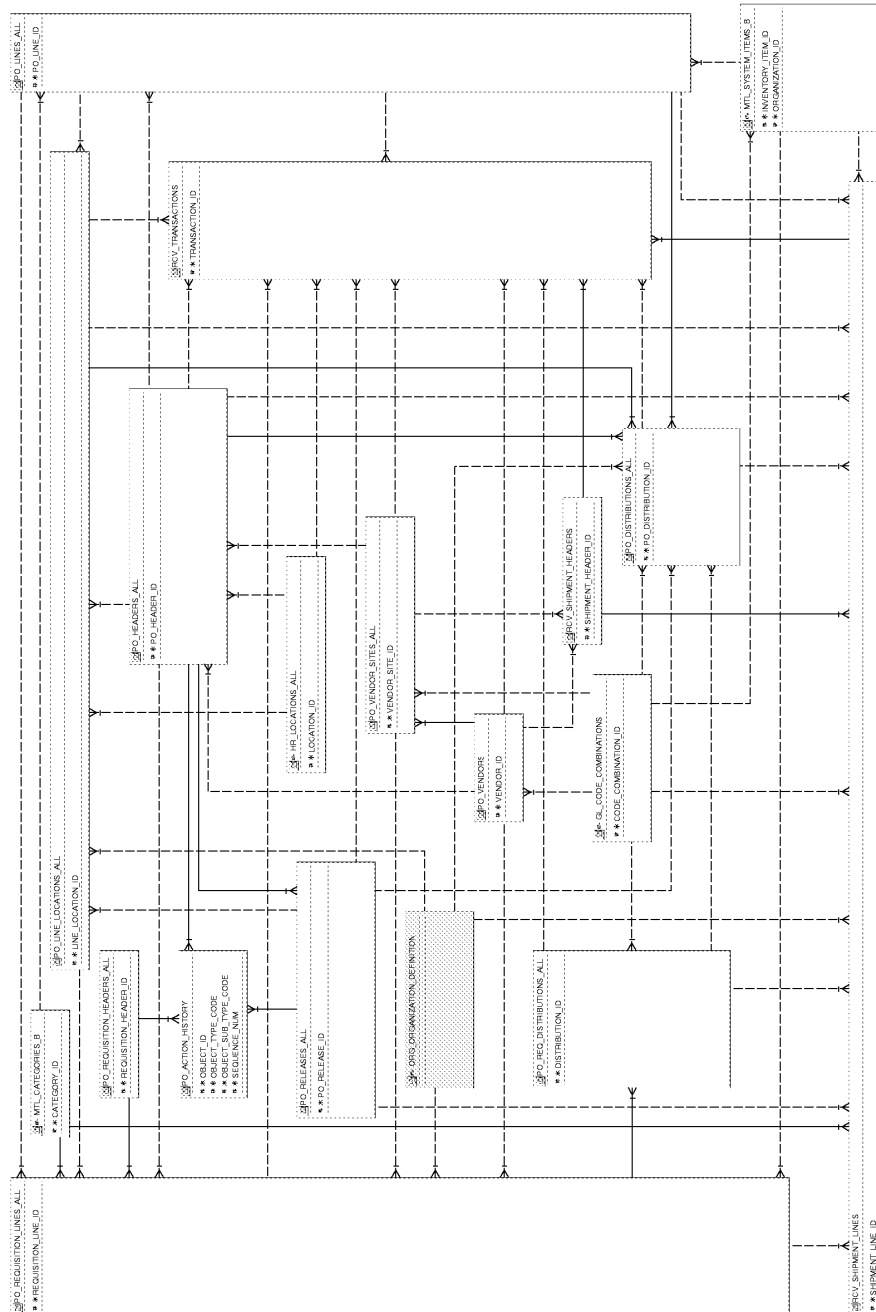 PO_LINES_ALL
PO_LINE_ID
MTL_SYSTEM_ITEMS_B
INVENTORY_ITEM_ID
ORGANIZATION_ID
RCV_TRANSACTIONS
TRANSACTION_ID
PO_LINE_LOCATIONS_ALL
LINE_LOCATION_ID
PO_HEADERS_ALL
PO_HEADER_ID
HR_LOCATIONS_ALL
LOCATION_ID
PO_VENDOR_SITES_ALL
VENDOR_SITE_ID
PO_VENDORS
VENDOR_ID
RCV_SHIPMENT_HEADERS
SHIPMENT_HEADER_ID
PO_DISTRIBUTIONS_ALL
PO_DISTRIBUTION_ID
GL_CODE_COMBINATIONS
CODE_COMBINATION_ID
MTL_CATEGORIES_B
CATEGORY_ID
PO_REQUISITION_HEADERS_ALL
REQUISITION_HEADER_ID
PO_ACTION_HISTORY
OBJECT_ID
OBJECT_TYPE_CODE
OBJECT_SUB_TYPE_CODE
SEQUENCE_NUM
PO_RELEASES_ALL
PO_RELEASE_ID
ORG_ORGANIZATION_DEFINITION
PO_REQ_DISTRIBUTIONS_ALL
DISTRIBUTION_ID
PO_REQUISITION_LINES_ALL
REQUISITION_LINE_ID
RCV_SHIPMENT_LINES
SHIPMENT_LINE_ID